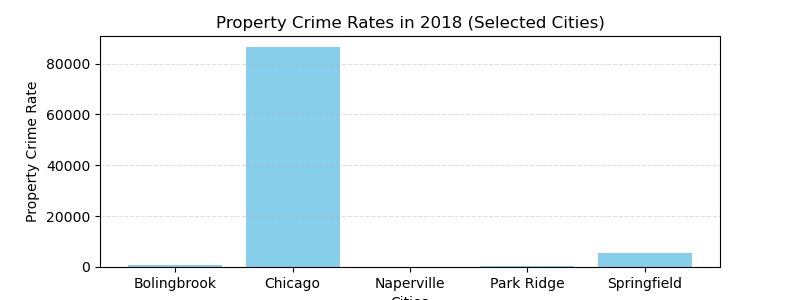 Property Crime Rates in 2018 (Selected Cities)
Property Crime Rate
80000
60000
40000
20000
0
Bolingbrook Chicago Naperville Park Ridge Springfield
Cities